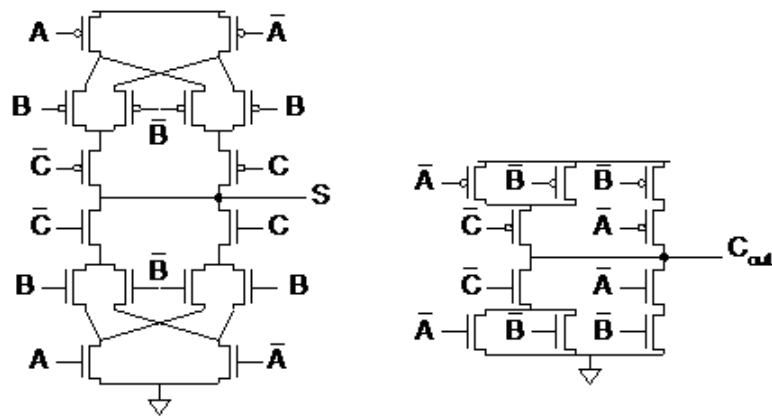 A A̅
B B̅ B
C̅ C
S
C̅ C
B B̅ B
A A̅
A̅ B̅ B̅
C̅ A̅
C_out
C̅ A̅
A̅ B̅ B̅